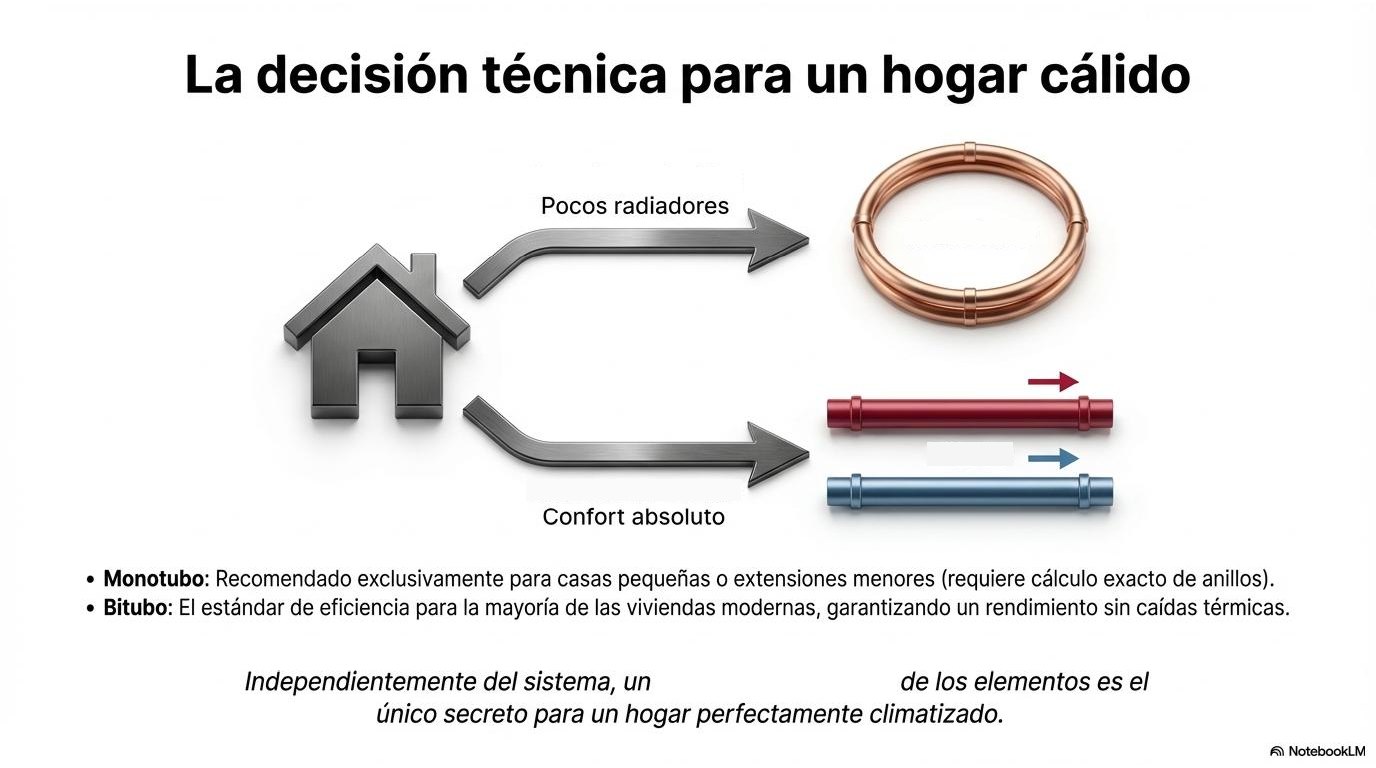 La decisión técnica para un hogar cálido
Pocos radiadores
Confort absoluto
• Monotubo: Recomendado exclusivamente para casas pequeñas o extensiones menores (requiere cálculo exacto de anillos).
• Bitubo: El estándar de eficiencia para la mayoría de las viviendas modernas, garantizando un rendimiento sin caídas térmicas.
Independientemente del sistema, un de los elementos es el
único secreto para un hogar perfectamente climatizado.
NotebookLM